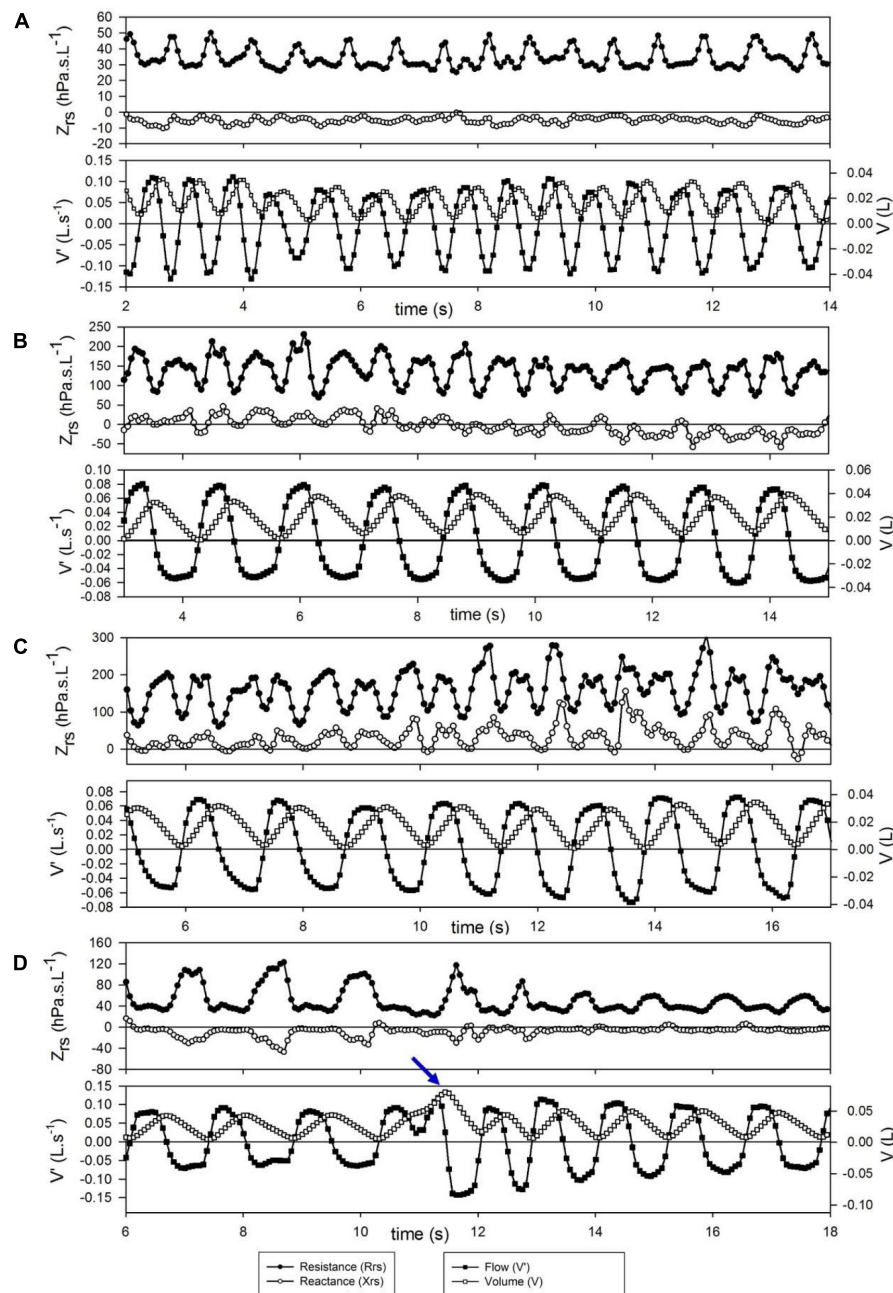 A
60
50
40
30
20
10
0
-10
-20
Zrs (hPa.s.L⁻¹)
0.15
0.10
0.05
0.00
-0.05
-0.10
-0.15
V' (L.s⁻¹)
0.04
0.02
0.00
-0.02
-0.04
V (L)
2 4 6 8 10 12 14
time (s)
B
250
200
150
100
50
0
-50
Zrs (hPa.s.L⁻¹)
0.10
0.08
0.06
0.04
0.02
0.00
-0.02
-0.04
-0.06
-0.08
V' (L.s⁻¹)
0.06
0.04
0.02
0.00
-0.02
-0.04
V (L)
4 6 8 10 12 14
time (s)
C
300
200
100
0
Zrs (hPa.s.L⁻¹)
0.08
0.06
0.04
0.02
0.00
-0.02
-0.04
-0.06
-0.08
V' (L.s⁻¹)
0.04
0.02
0.00
-0.02
-0.04
V (L)
6 8 10 12 14 16
time (s)
D
160
120
80
40
0
-40
-80
Zrs (hPa.s.L⁻¹)
0.15
0.10
0.05
0.00
-0.05
-0.10
-0.15
V' (L.s⁻¹)
0.05
0.00
-0.05
-0.10
V (L)
6 8 10 12 14 16 18
time (s)
Resistance (Rrs)
Reactance (Xrs)
Flow (V')
Volume (V)